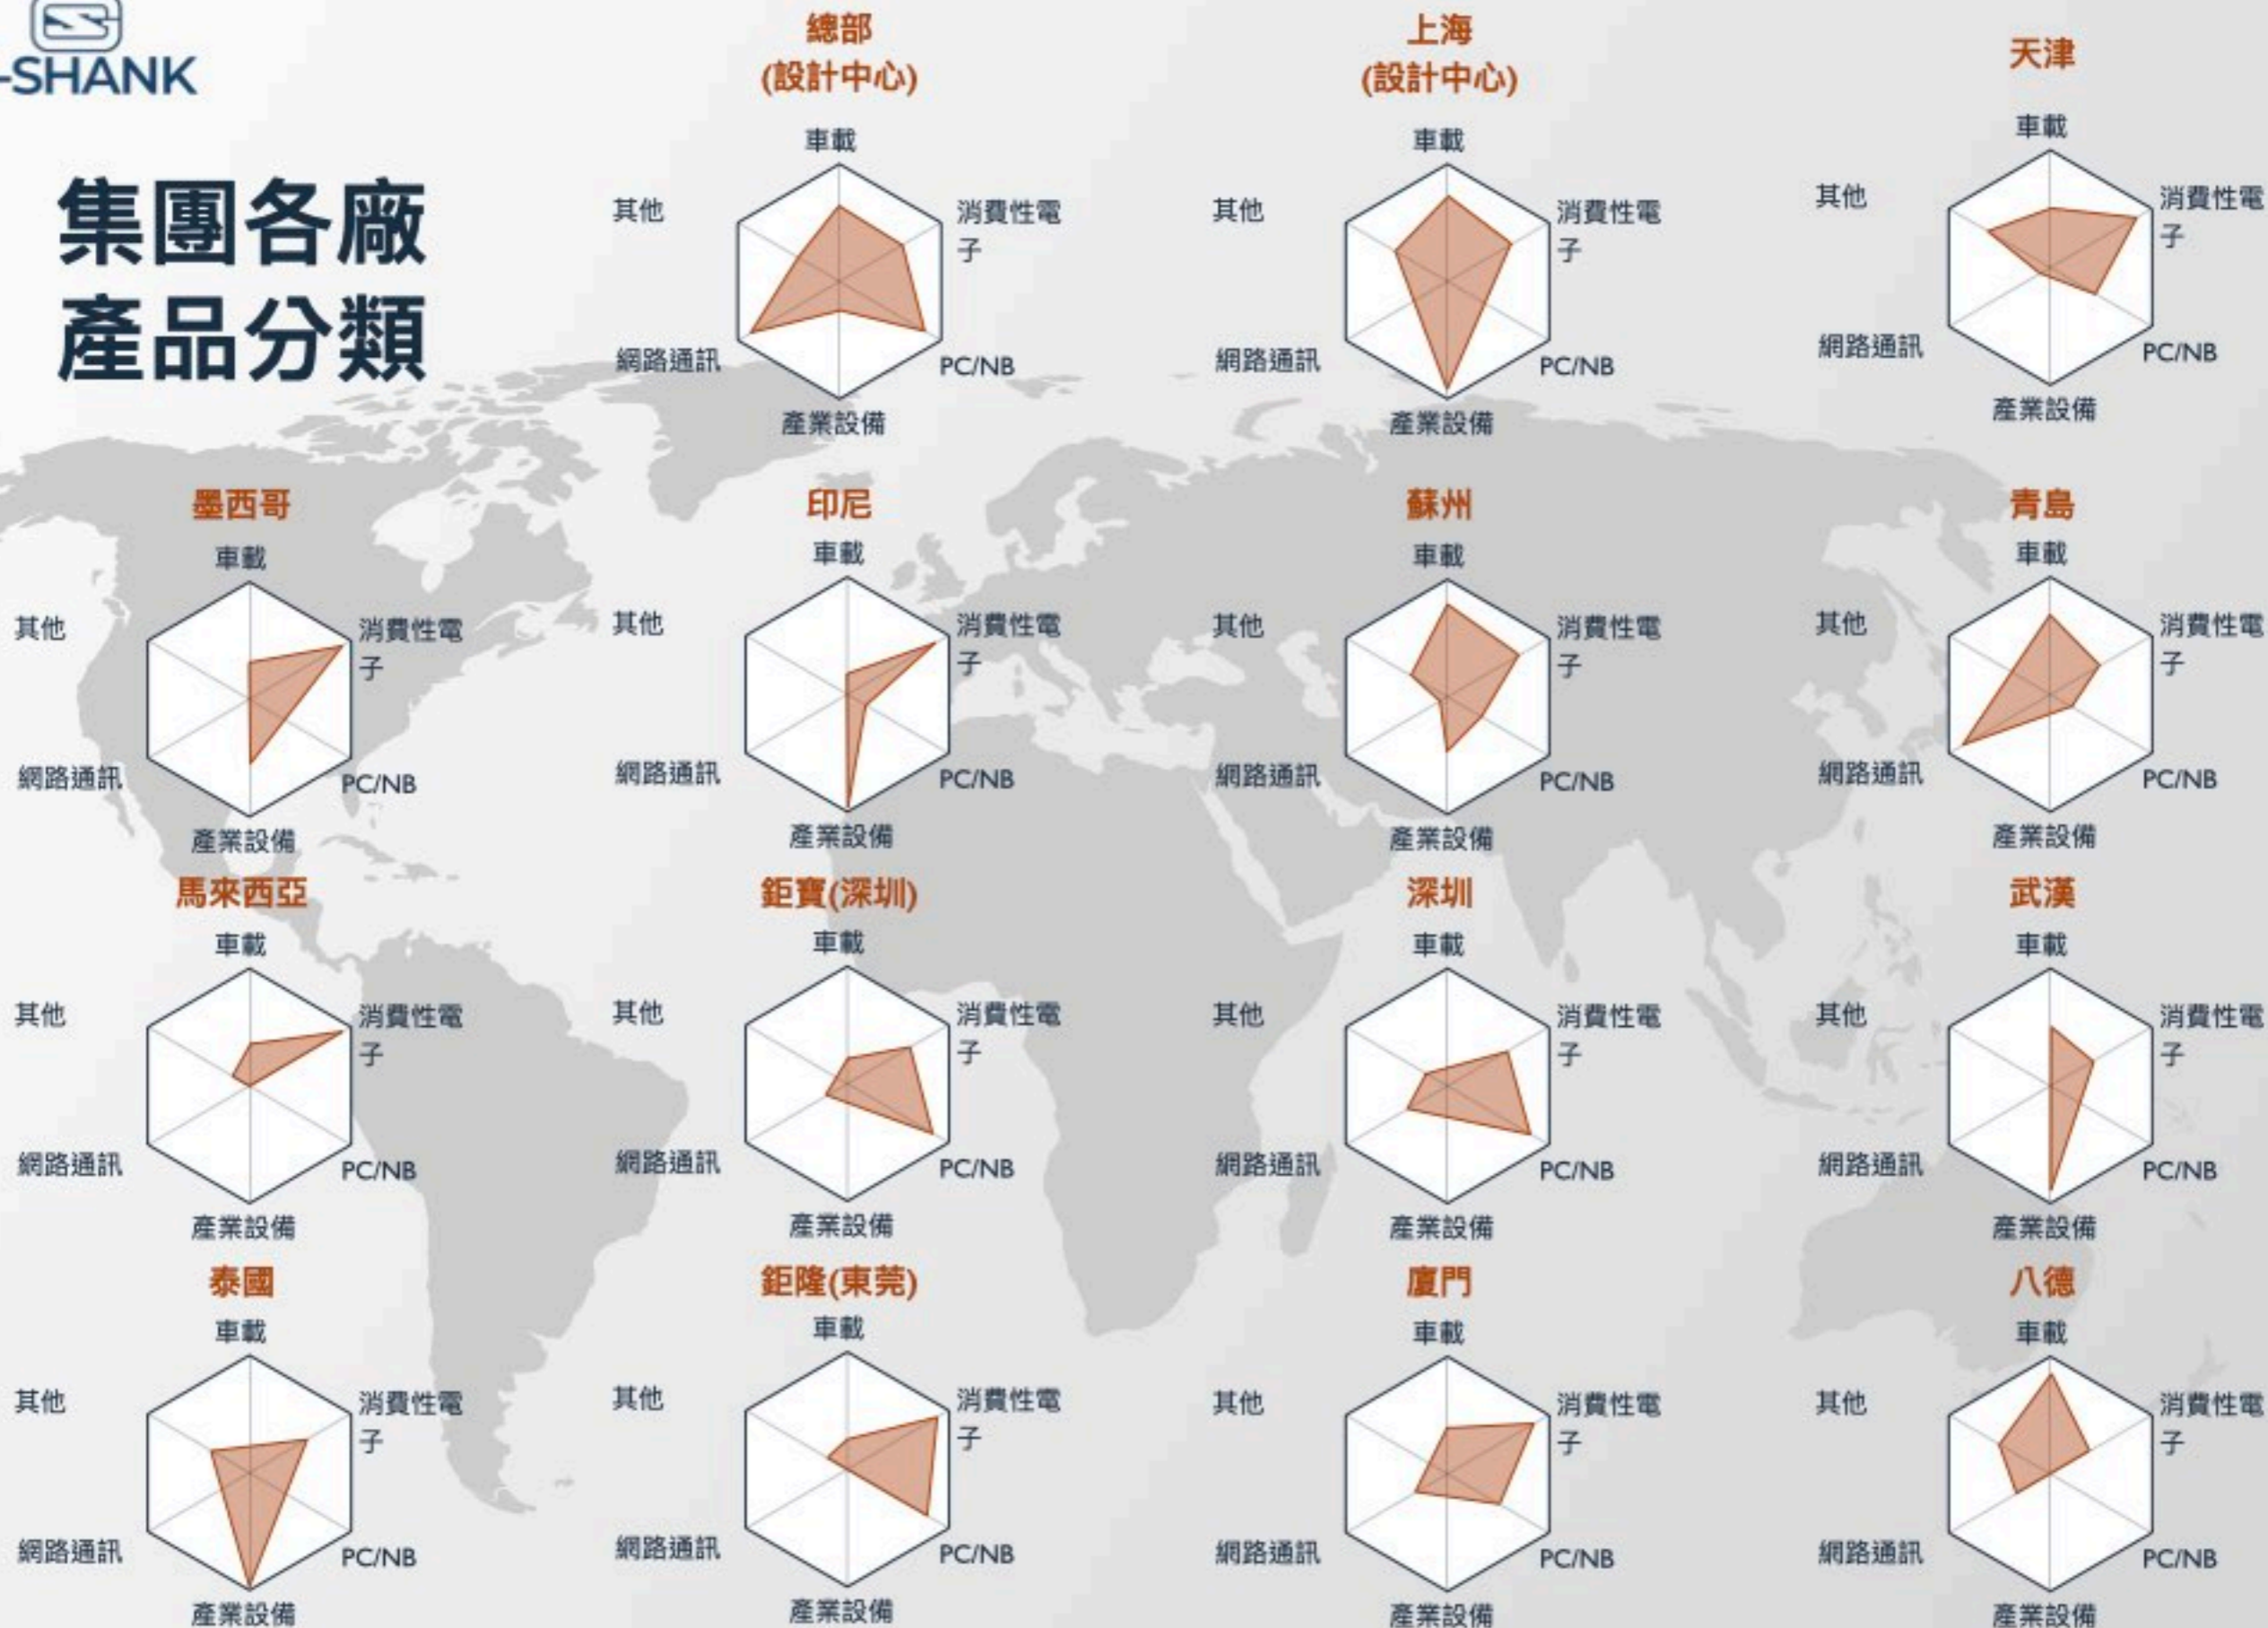 -SHANK
集團各廠
產品分類
總部
(設計中心)
車載
消費性電
子
PC/NB
產業設備
網路通訊
其他
上海
(設計中心)
車載
消費性電
子
PC/NB
產業設備
網路通訊
其他
天津
車載
消費性電
子
PC/NB
產業設備
網路通訊
其他
墨西哥
車載
消費性電
子
PC/NB
產業設備
網路通訊
其他
印尼
車載
消費性電
子
PC/NB
產業設備
網路通訊
其他
蘇州
車載
消費性電
子
PC/NB
產業設備
網路通訊
其他
青島
車載
消費性電
子
PC/NB
產業設備
網路通訊
其他
馬來西亞
車載
消費性電
子
PC/NB
產業設備
網路通訊
其他
鉅寶(深圳)
車載
消費性電
子
PC/NB
產業設備
網路通訊
其他
深圳
車載
消費性電
子
PC/NB
產業設備
網路通訊
其他
武漢
車載
消費性電
子
PC/NB
產業設備
網路通訊
其他
泰國
車載
消費性電
子
PC/NB
產業設備
網路通訊
其他
鉅隆(東莞)
車載
消費性電
子
PC/NB
產業設備
網路通訊
其他
廈門
車載
消費性電
子
PC/NB
產業設備
網路通訊
其他
八德
車載
消費性電
子
PC/NB
產業設備
網路通訊
其他